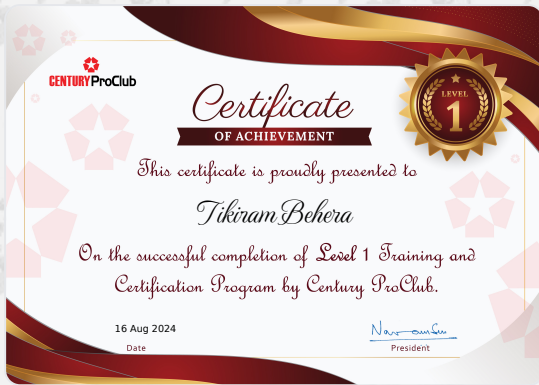 CENTURY ProClub
Certificate
OF ACHIEVEMENT
LEVEL
1
This certificate is proudly presented to
Tikiram Behera
On the successful completion of Level 1 Training and
Certification Program by Century ProClub.
16 Aug 2024
Date
President